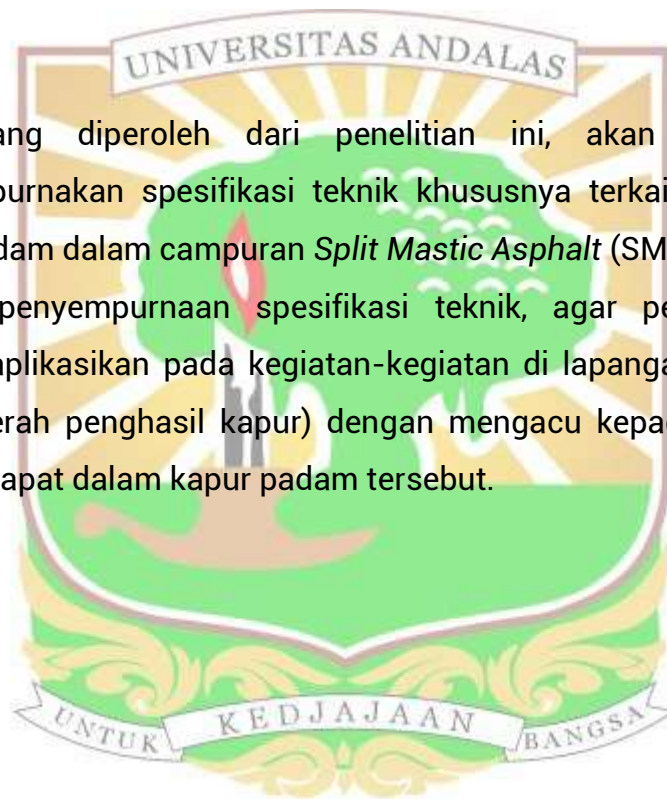 UNIVERSITAS ANDALAS
ang diperoleh dari penelitian ini, akan
purnakan spesifikasi teknik khususnya terkai
dam dalam campuran Split Mastic Asphalt (SM
penyempurnaan spesifikasi teknik, agar pe
aplikasikan pada kegiatan-kegiatan di lapanga
erah penghasil kapur) dengan mengacu kepad
apat dalam kapur padam tersebut.
UNTUK KEDJAJAAN BANGSA